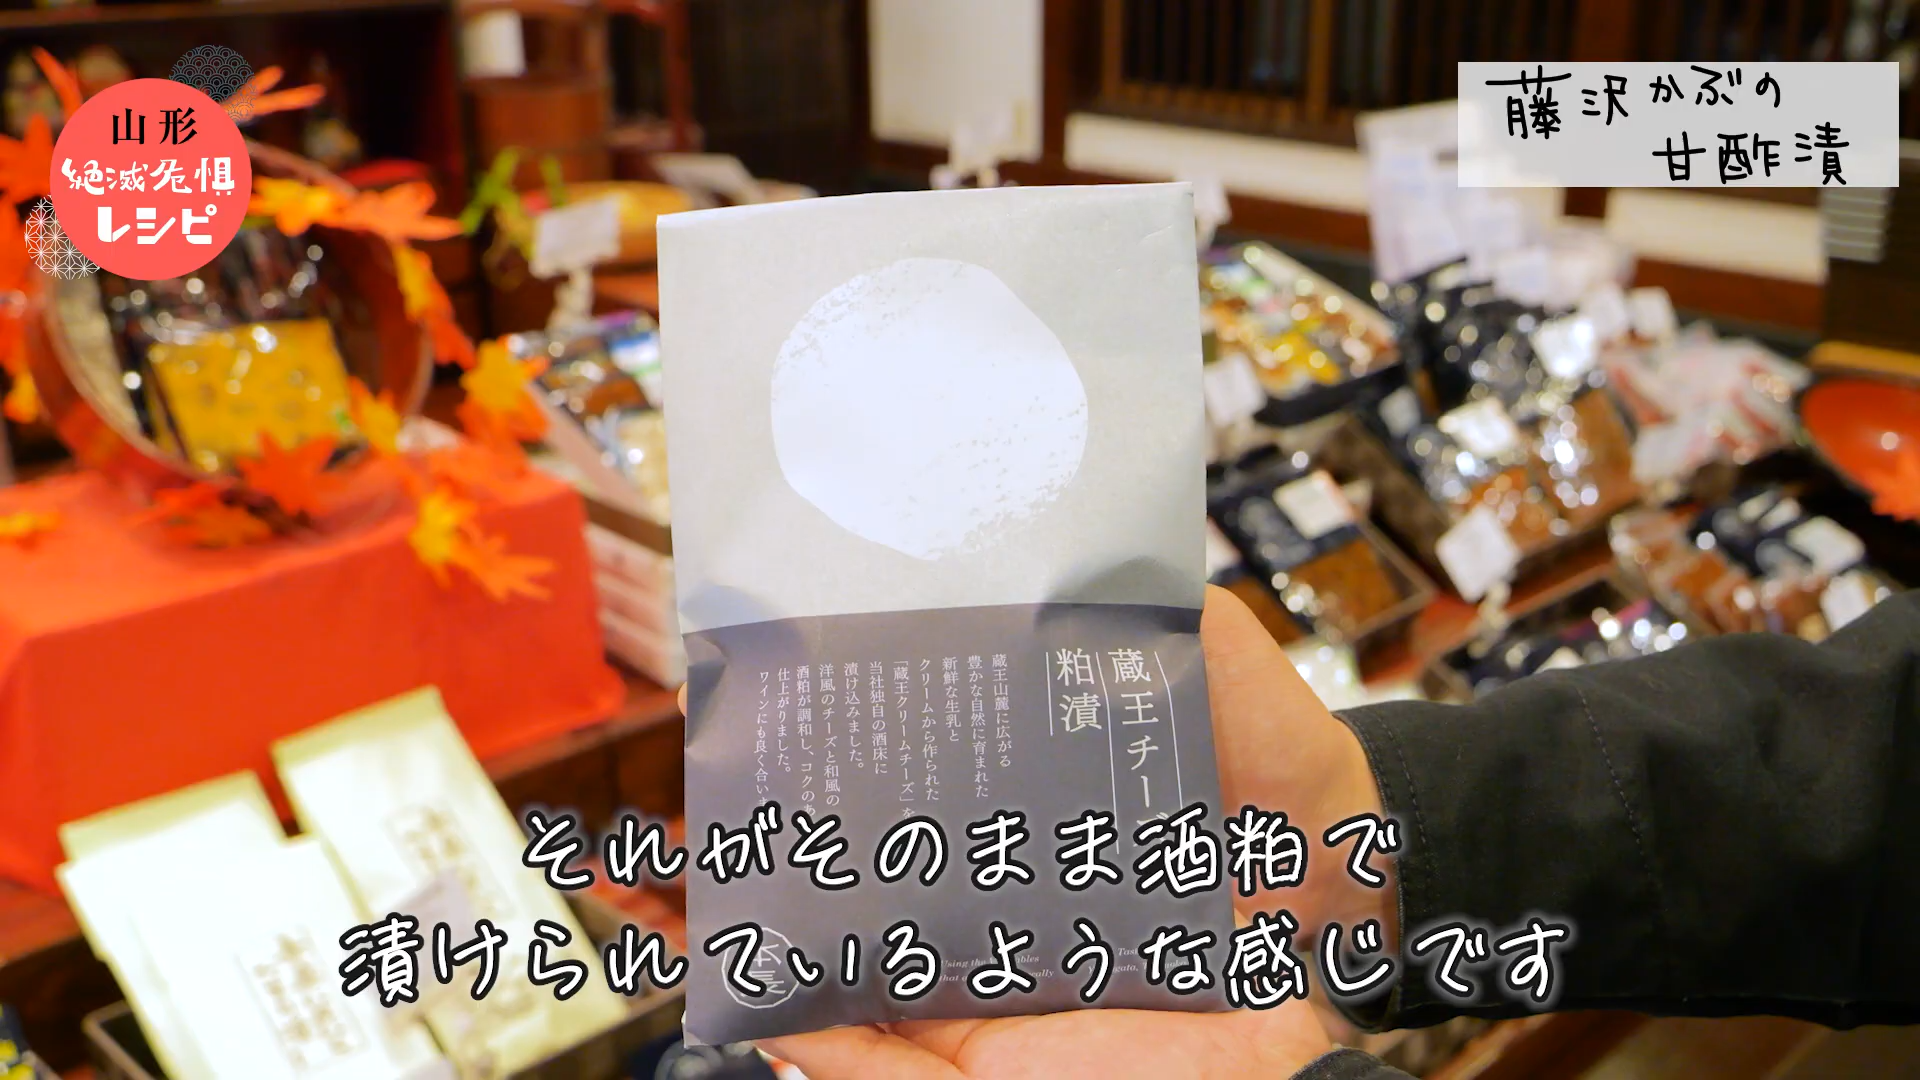 山形
絶滅危惧
レシピ
藤沢かぶの
甘酢漬
蔵王チーズ
粕漬
蔵王山麓に広がる
豊かな自然に育まれた
新鮮な生乳と
クリームから作られた
「蔵王クリームチーズ」を
当社独自の酒床に
漬け込みました。
洋風のチーズと和風の
酒粕が調和し、コクのあ
仕上がりました。
ワインにも良く合いま
それがそのまま酒粕で
漬けられているような感じです
Using the
that